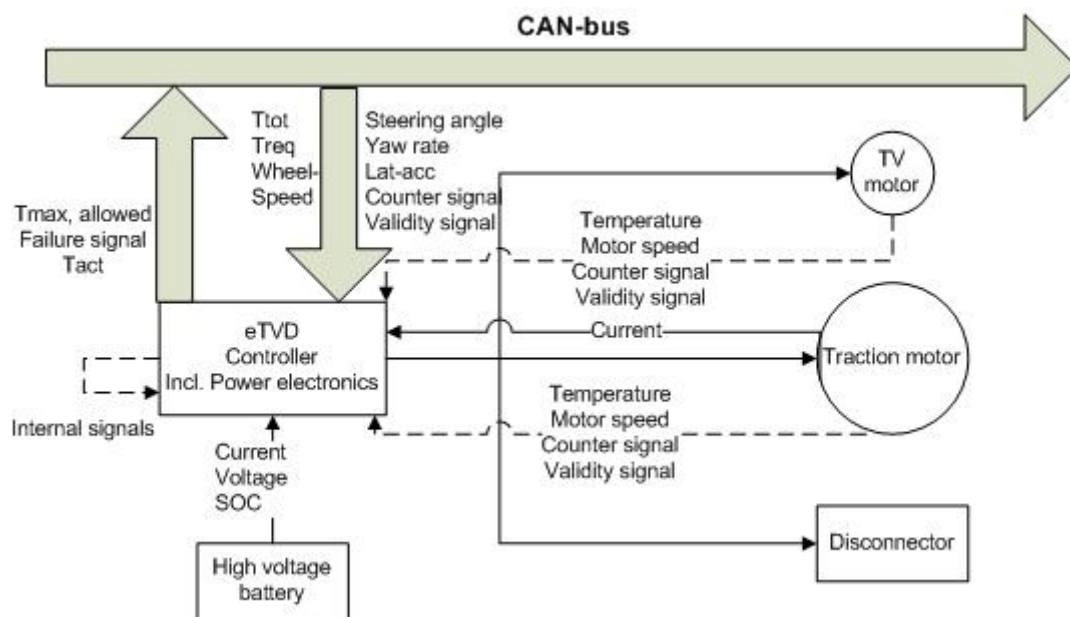 CAN-bus
Ttot
Treq
Wheel-
Speed
Steering angle
Yaw rate
Lat-acc
Counter signal
Validity signal
Tmax, allowed
Failure signal
Tact
TV
motor
Temperature
Motor speed
Counter signal
Validity signal
eTVD
Controller
Incl. Power electronics
Current
Traction motor
Internal signals
Temperature
Motor speed
Counter signal
Validity signal
Current
Voltage
SOC
High voltage
battery
Disconnector